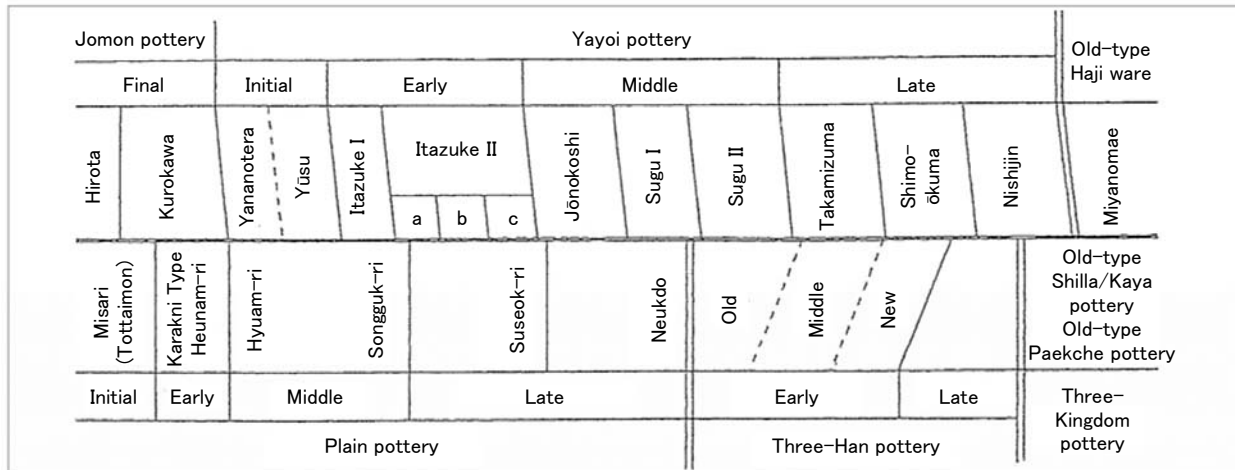 Jomon pottery
Yayoi pottery
Old-type
Haji ware
Final
Initial
Early
Middle
Late
Hirota
Kurokawa
Yananotera
Yūsu
Itazuke I
Itazuke II
a
b
c
Jōnokoshi
Sugu I
Sugu II
Takamizuma
Shimo-
ōkuma
Nishijin
Miyanomae
Misari
(Tottaimon)
Karakni Type
Heunam-ri
Hyuam-ri
Songguk-ri
Suseok-ri
Neukdo
Old
Middle
New
Old-type
Shilla/Kaya
pottery
Old-type
Paekche pottery
Initial
Early
Middle
Late
Early
Late
Three-
Kingdom
pottery
Plain pottery
Three-Han pottery